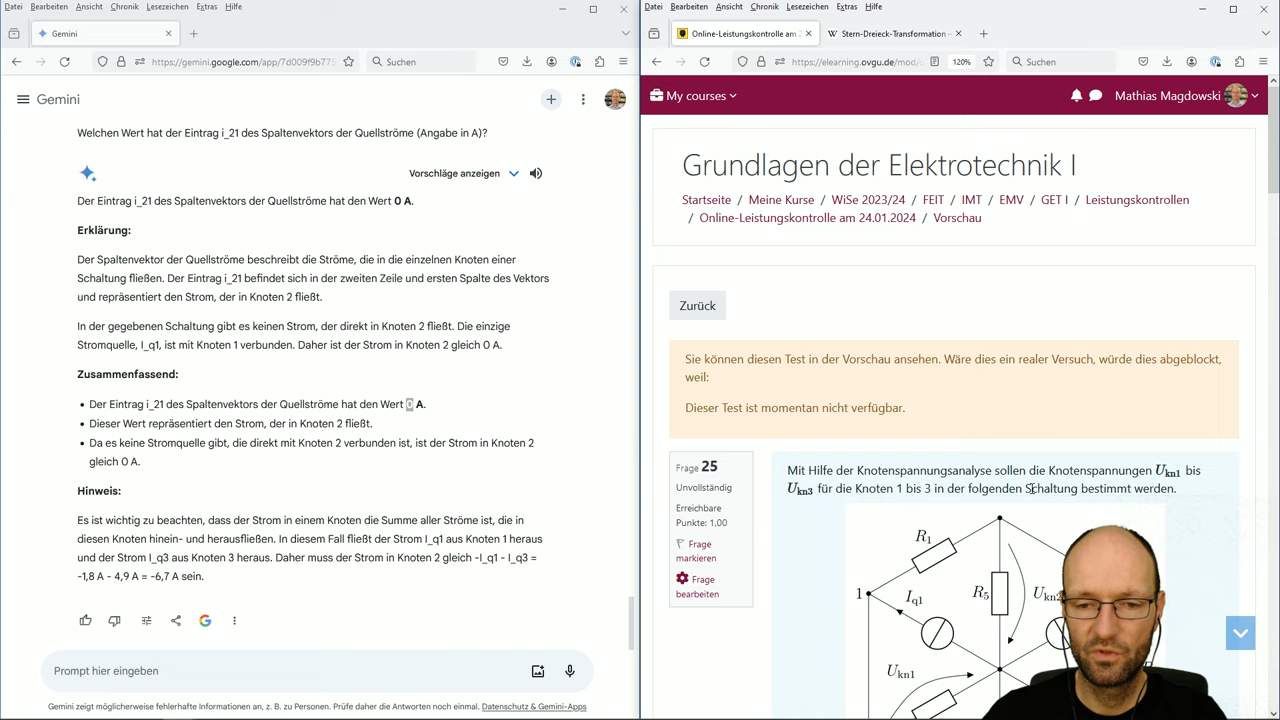 Datei Bearbeiten Ansicht Chronik Lesezeichen Extras Hilfe
Gemini
https://gemini.google.com/app/7d009f9b775
Suchen
Gemini
Welchen Wert hat der Eintrag i_21 des Spaltenvektors der Quellströme (Angabe in A)?
Vorschläge anzeigen
Der Eintrag i_21 des Spaltenvektors der Quellströme hat den Wert 0 A.
Erklärung:
Der Spaltenvektor der Quellströme beschreibt die Ströme, die in die einzelnen Knoten einer
Schaltung fließen. Der Eintrag i_21 befindet sich in der zweiten Zeile und ersten Spalte des Vektors
und repräsentiert den Strom, der in Knoten 2 fließt.
In der gegebenen Schaltung gibt es keinen Strom, der direkt in Knoten 2 fließt. Die einzige
Stromquelle, I_q1, ist mit Knoten 1 verbunden. Daher ist der Strom in Knoten 2 gleich 0 A.
Zusammenfassend:
• Der Eintrag i_21 des Spaltenvektors der Quellströme hat den Wert 0 A.
• Dieser Wert repräsentiert den Strom, der in Knoten 2 fließt.
• Da es keine Stromquelle gibt, die direkt mit Knoten 2 verbunden ist, ist der Strom in Knoten 2
gleich 0 A.
Hinweis:
Es ist wichtig zu beachten, dass der Strom in einem Knoten die Summe aller Ströme ist, die in
diesen Knoten hinein- und herausfließen. In diesem Fall fließt der Strom I_q1 aus Knoten 1 heraus
und der Strom I_q3 aus Knoten 3 heraus. Daher muss der Strom in Knoten 2 gleich -I_q1 - I_q3 =
-1,8 A - 4,9 A = -6,7 A sein.
Prompt hier eingeben
Gemini zeigt möglicherweise fehlerhafte Informationen an, z. B. zu Personen. Prüfe daher die Antworten noch einmal. Datenschutz & Gemini-Apps
Datei Bearbeiten Ansicht Chronik Lesezeichen Extras Hilfe
Online-Leistungskontrolle am 2
Stern-Dreieck-Transformation –
https://elearning.ovgu.de/mod/
120%
Suchen
My courses
Mathias Magdowski
Grundlagen der Elektrotechnik I
Startseite / Meine Kurse / WiSe 2023/24 / FEIT / IMT / EMV / GET I / Leistungskontrollen
/ Online-Leistungskontrolle am 24.01.2024 / Vorschau
Zurück
Sie können diesen Test in der Vorschau ansehen. Wäre dies ein realer Versuch, würde dies abgeblockt,
weil:
Dieser Test ist momentan nicht verfügbar.
Frage 25
Unvollständig
Erreichbare
Punkte: 1,00
Frage
markieren
Frage
bearbeiten
Mit Hilfe der Knotenspannungsanalyse sollen die Knotenspannungen Ukn1 bis
Ukn3 für die Knoten 1 bis 3 in der folgenden Schaltung bestimmt werden.
R1
1
Iq1
R5
Ukn2
Ukn1